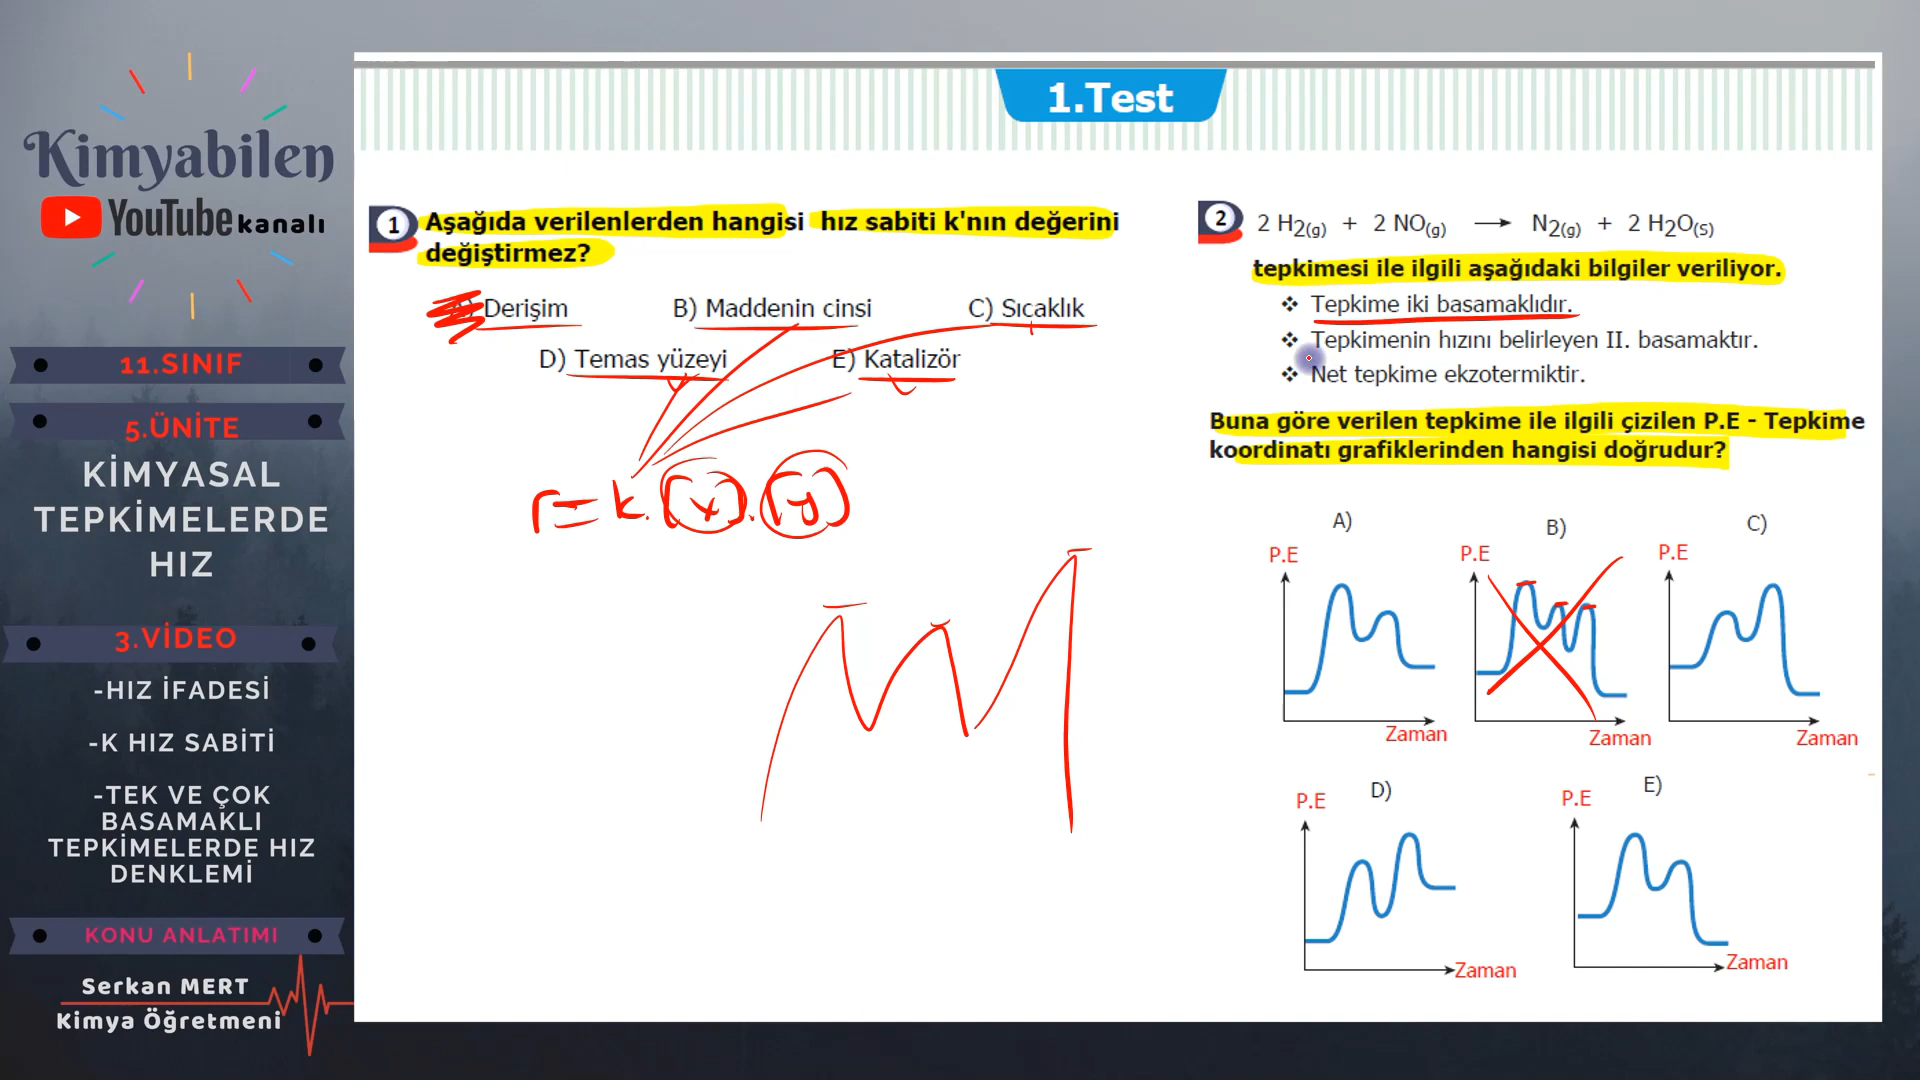 Kimyabilen
YouTube kanalı
11.SINIF
5.ÜNİTE
KİMYASAL
TEPKİMELERDE
HIZ
3.VİDEO
-HIZ İFADESİ
-K HIZ SABİTİ
-TEK VE ÇOK
BASAMAKLI
TEPKİMELERDE HIZ
DENKLEMİ
KONU ANLATIMI
Serkan MERT
Kimya Öğretmeni
1.Test
1 Aşağıda verilenlerden hangisi hız sabiti k'nın değerini
değiştirmez?
Derişim B) Maddenin cinsi C) Sıcaklık
D) Temas yüzeyi E) Katalizör
r = k.[x].[y]
2 2 H2(g) + 2 NO(g) → N2(g) + 2 H2O(s)
tepkimesi ile ilgili aşağıdaki bilgiler veriliyor.
❖ Tepkime iki basamaklıdır.
❖ Tepkimenin hızını belirleyen II. basamaktır.
❖ Net tepkime ekzotermiktir.
Buna göre verilen tepkime ile ilgili çizilen P.E - Tepkime
koordinatı grafiklerinden hangisi doğrudur?
A) B) C)
P.E P.E P.E
Zaman Zaman Zaman
D) E)
P.E P.E
Zaman Zaman